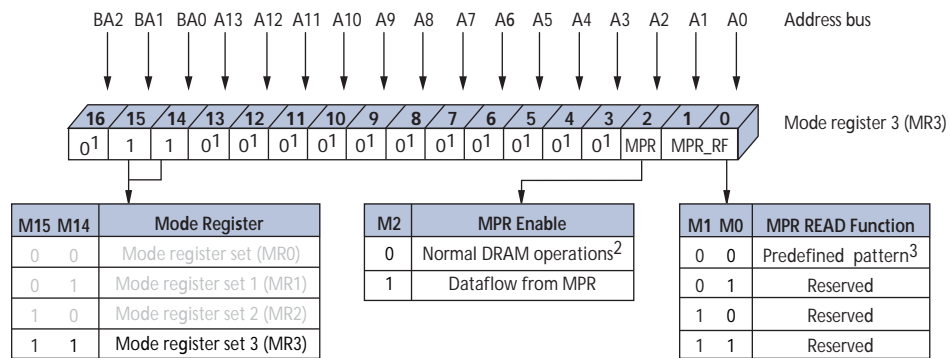 BA2 BA1 BA0 A13 A12 A11 A10 A9 A8 A7 A6 A5 A4 A3 A2 A1 A0 Address bus
16 15 14 13 12 11 10 9 8 7 6 5 4 3 2 1 0
Mode register 3 (MR3)
0¹ 1 1 0¹ 0¹ 0¹ 0¹ 0¹ 0¹ 0¹ 0¹ 0¹ 0¹ 0¹ MPR MPR_RF
M15 M14 Mode Register
0 0 Mode register set (MR0)
0 1 Mode register set 1 (MR1)
1 0 Mode register set 2 (MR2)
1 1 Mode register set 3 (MR3)
M2 MPR Enable
0 Normal DRAM operations²
1 Dataflow from MPR
M1 M0 MPR READ Function
0 0 Predefined pattern³
0 1 Reserved
1 0 Reserved
1 1 Reserved